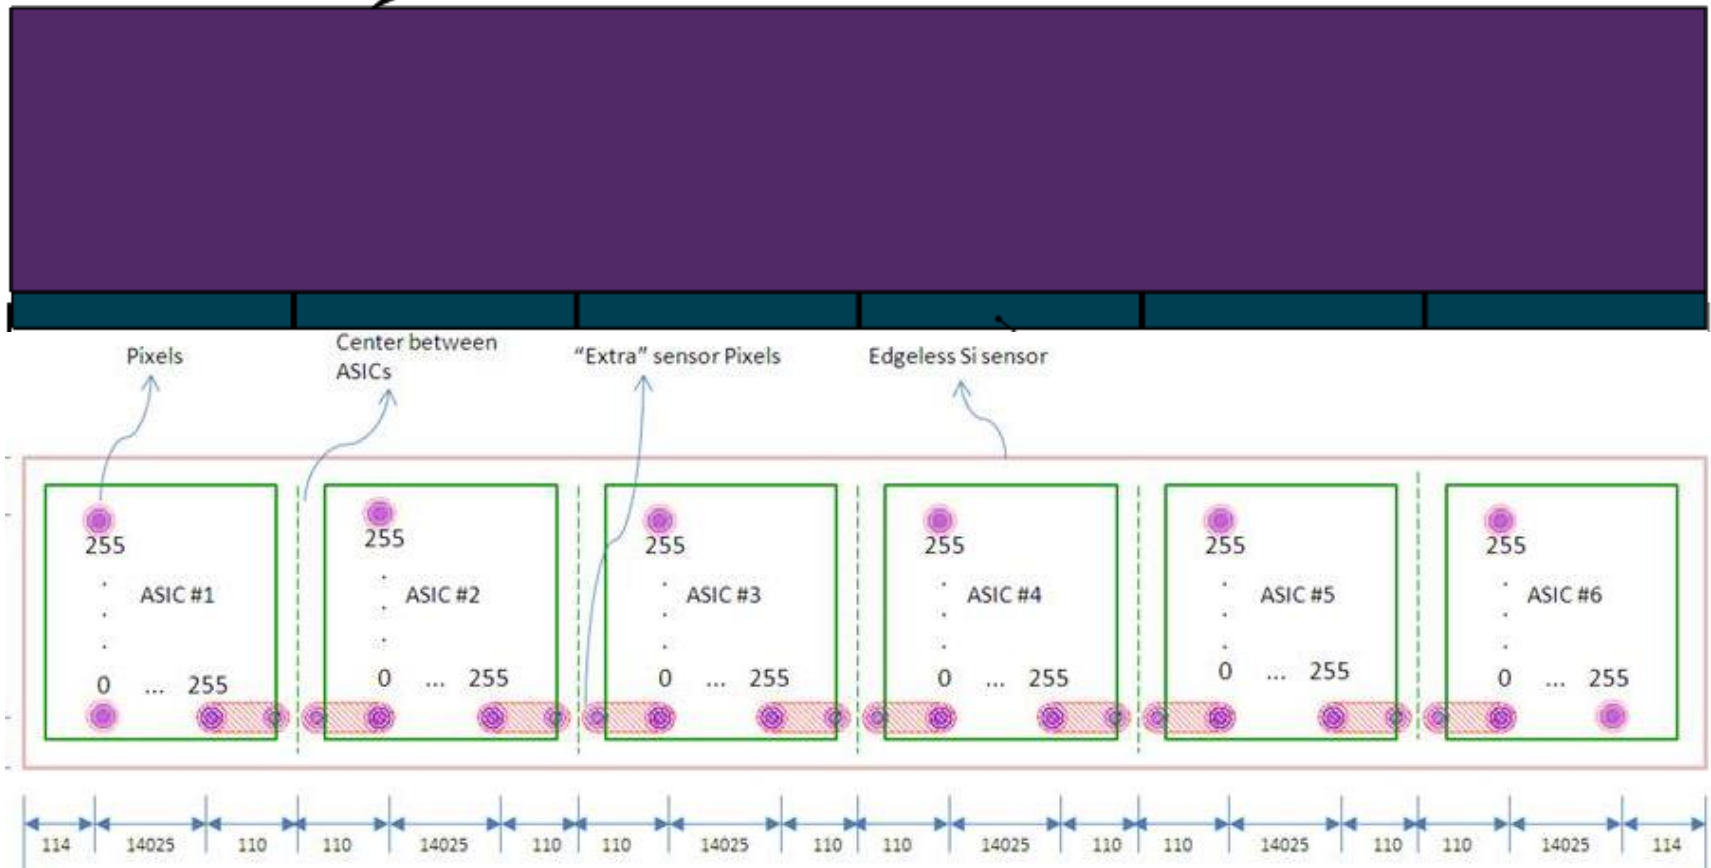 Pixels
Center between
ASICs
“Extra” sensor Pixels
Edgeless Si sensor
255
255
255
255
255
255
ASIC #1
ASIC #2
ASIC #3
ASIC #4
ASIC #5
ASIC #6
0 ... 255
0 ... 255
0 ... 255
0 ... 255
0 ... 255
0 ... 255
114 14025 110 110 14025 110 110 14025 110 110 14025 110 110 14025 110 110 14025 114